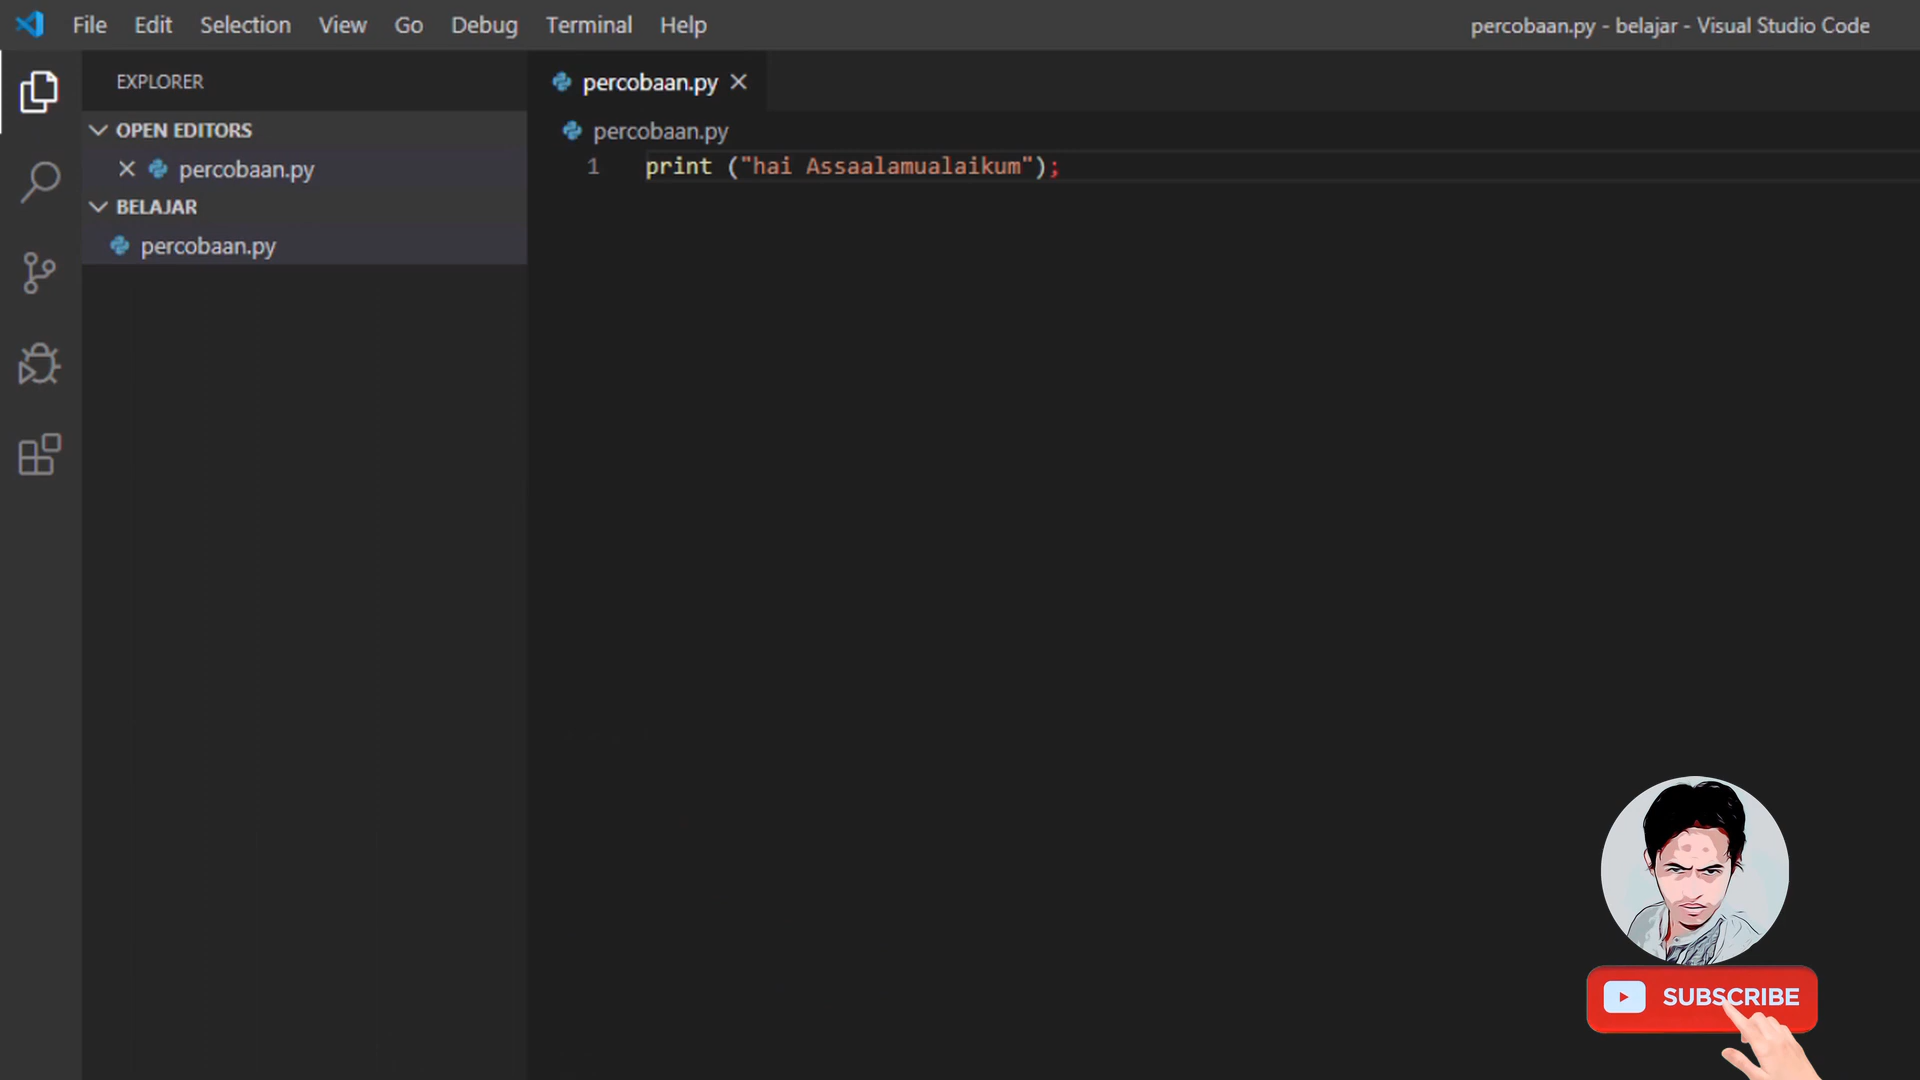 File Edit Selection View Go Debug Terminal Help percobaan.py - belajar - Visual Studio Code
EXPLORER
OPEN EDITORS
percobaan.py
BELAJAR
percobaan.py
percobaan.py
percobaan.py
1 print ("hai Assaalamualaikum");
SUBSCRIBE